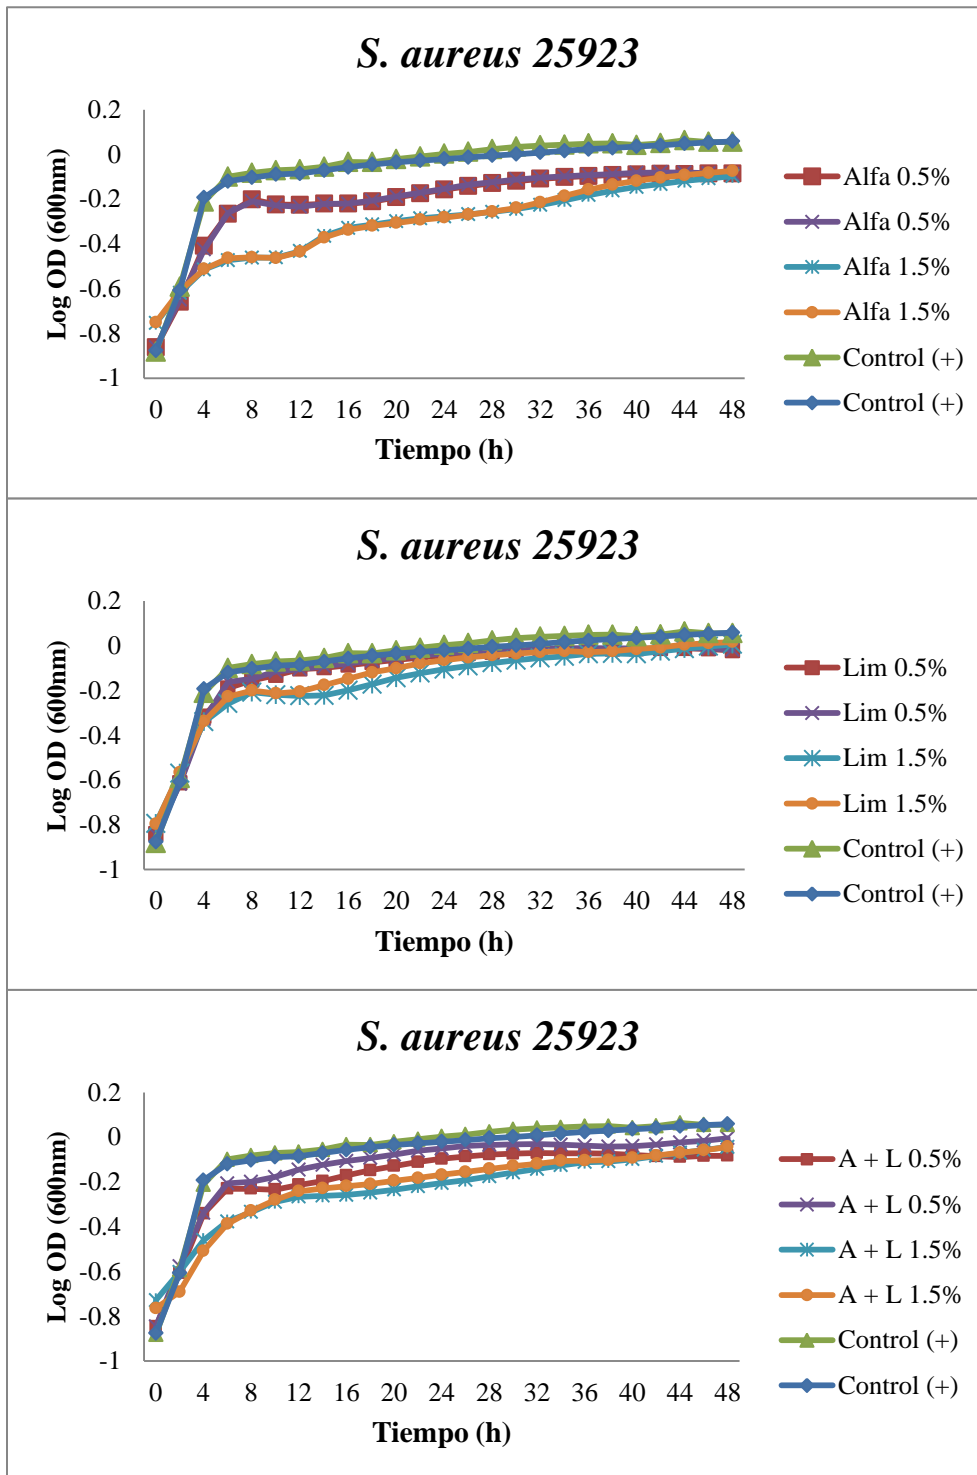 S. aureus 25923
Log OD (600nm)
0.2
0
-0.2
-0.4
-0.6
-0.8
-1
0 4 8 12 16 20 24 28 32 36 40 44 48
Tiempo (h)
Alfa 0.5%
Alfa 0.5%
Alfa 1.5%
Alfa 1.5%
Control (+)
Control (+)
S. aureus 25923
Log OD (600nm)
0.2
0
-0.2
-0.4
-0.6
-0.8
-1
0 4 8 12 16 20 24 28 32 36 40 44 48
Tiempo (h)
Lim 0.5%
Lim 0.5%
Lim 1.5%
Lim 1.5%
Control (+)
Control (+)
S. aureus 25923
Log OD (600nm)
0.2
0
-0.2
-0.4
-0.6
-0.8
-1
0 4 8 12 16 20 24 28 32 36 40 44 48
Tiempo (h)
A + L 0.5%
A + L 0.5%
A + L 1.5%
A + L 1.5%
Control (+)
Control (+)